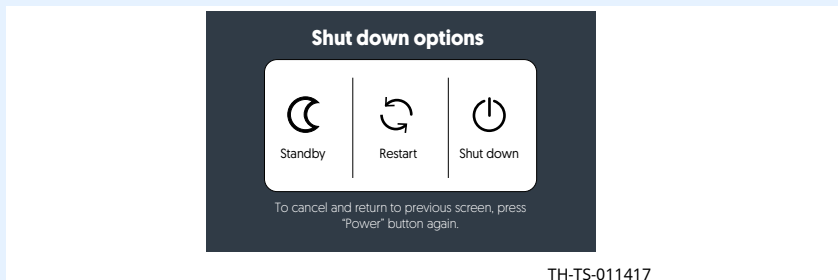 Shut down options
Standby
Restart
Shut down
To cancel and return to previous screen, press
“Power” button again.
TH-TS-011417